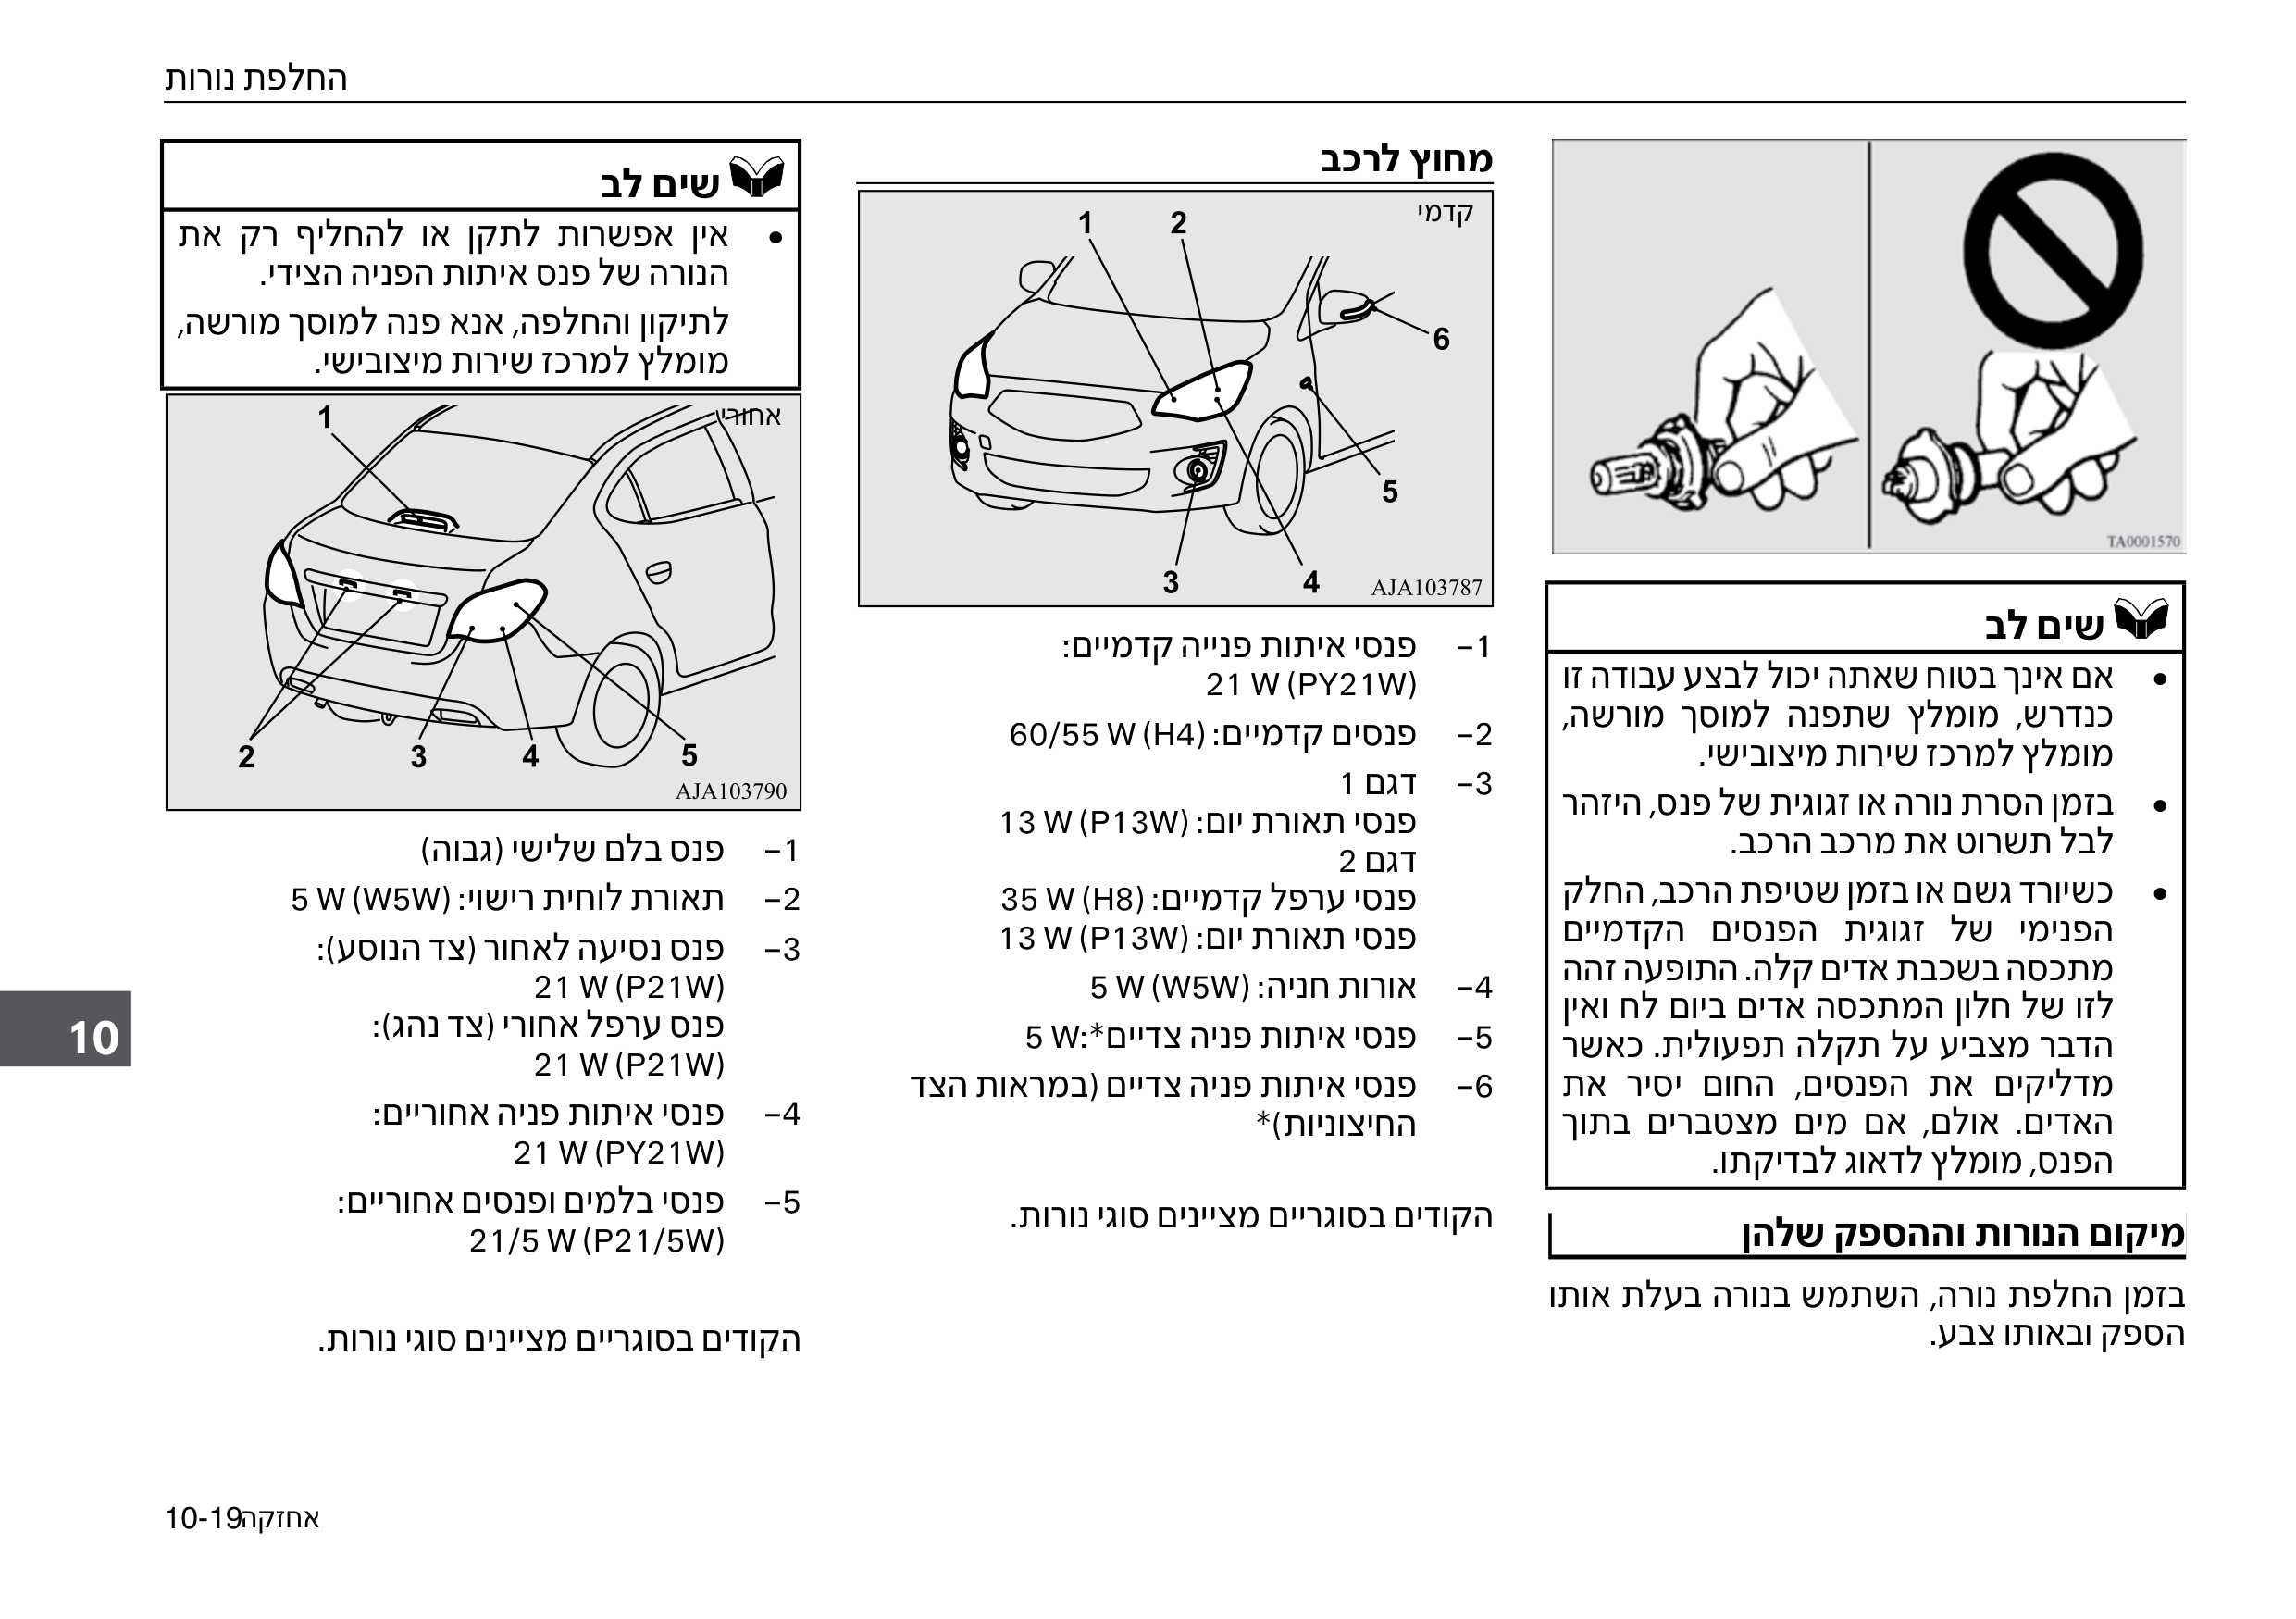 החלפת נורות
TA0001570
שים לב
• אם אינך בטוח שאתה יכול לבצע עבודה זו
כנדרש, מומלץ שתפנה למוסך מורשה,
מומלץ למרכז שירות מיצובישי.
• בזמן הסרת נורה או זגוגית של פנס, היזהר
לבל תשרוט את מרכב הרכב.
• כשיורד גשם או בזמן שטיפת הרכב, החלק
הפנימי של זגוגית הפנסים הקדמיים
מתכסה בשכבת אדים קלה. התופעה זהה
לזו של חלון המתכסה אדים ביום לח ואין
הדבר מצביע על תקלה תפעולית. כאשר
מדליקים את הפנסים, החום יסיר את
האדים. אולם, אם מים מצטברים בתוך
הפנס, מומלץ לדאוג לבדיקתו.
מיקום הנורות וההספק שלהן
בזמן החלפת נורה, השתמש בנורה בעלת אותו
הספק ובאותו צבע.
מחוץ לרכב
קדמי
1 2
6
5
3 4
AJA103787
1– פנסי איתות פנייה קדמיים:
21 W (PY21W)
2– פנסים קדמיים: 60/55 W (H4)
3– דגם 1
פנסי תאורת יום: 13 W (P13W)
דגם 2
פנסי ערפל קדמיים: 35 W (H8)
פנסי תאורת יום: 13 W (P13W)
4– אורות חניה: 5 W (W5W)
5– פנסי איתות פניה צדיים*: 5 W
6– פנסי איתות פניה צדיים (במראות הצד
החיצוניות)*
הקודים בסוגריים מציינים סוגי נורות.
שים לב
• אין אפשרות לתקן או להחליף רק את
הנורה של פנס איתות הפניה הצידי.
לתיקון והחלפה, אנא פנה למוסך מורשה,
מומלץ למרכז שירות מיצובישי.
אחורי
1
2 3 4 5
AJA103790
1– פנס בלם שלישי (גבוה)
2– תאורת לוחית רישוי: 5 W (W5W)
3– פנס נסיעה לאחור (צד הנוסע):
21 W (P21W)
פנס ערפל אחורי (צד נהג):
21 W (P21W)
4– פנסי איתות פניה אחוריים:
21 W (PY21W)
5– פנסי בלמים ופנסים אחוריים:
21/5 W (P21/5W)
הקודים בסוגריים מציינים סוגי נורות.
10
אחזקה10-19